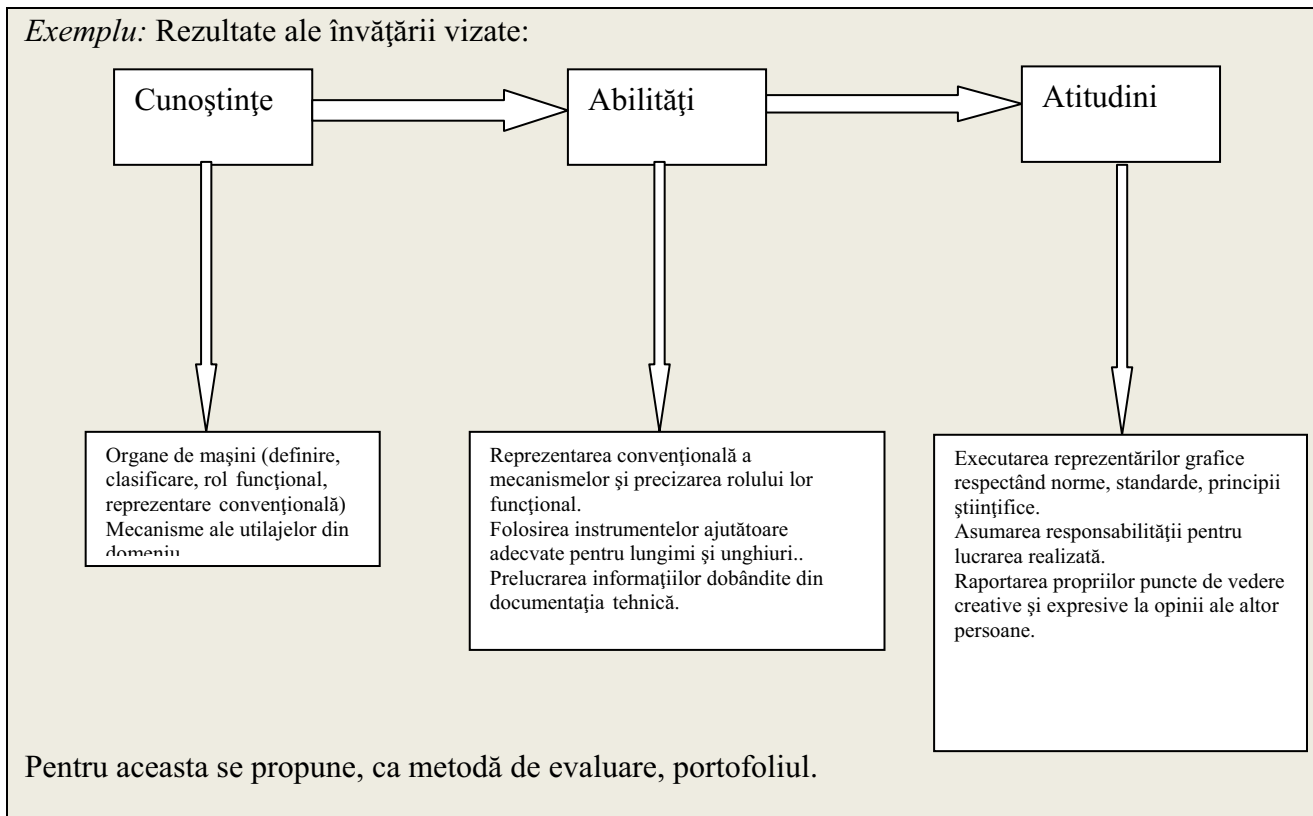 Exemplu: Rezultate ale învăţării vizate:
Cunoştinţe
Abilităţi
Atitudini
Organe de maşini (definire,
clasificare, rol funcţional,
reprezentare convenţională)
Mecanisme ale utilajelor din
domeniu
Reprezentarea convenţională a
mecanismelor şi precizarea rolului lor
funcţional.
Folosirea instrumentelor ajutătoare
adecvate pentru lungimi şi unghiuri..
Prelucrarea informaţiilor dobândite din
documentaţia tehnică.
Executarea reprezentărilor grafice
respectând norme, standarde, principii
ştiinţifice.
Asumarea responsabilităţii pentru
lucrarea realizată.
Raportarea propriilor puncte de vedere
creative şi expresive la opinii ale altor
persoane.
Pentru aceasta se propune, ca metodă de evaluare, portofoliul.